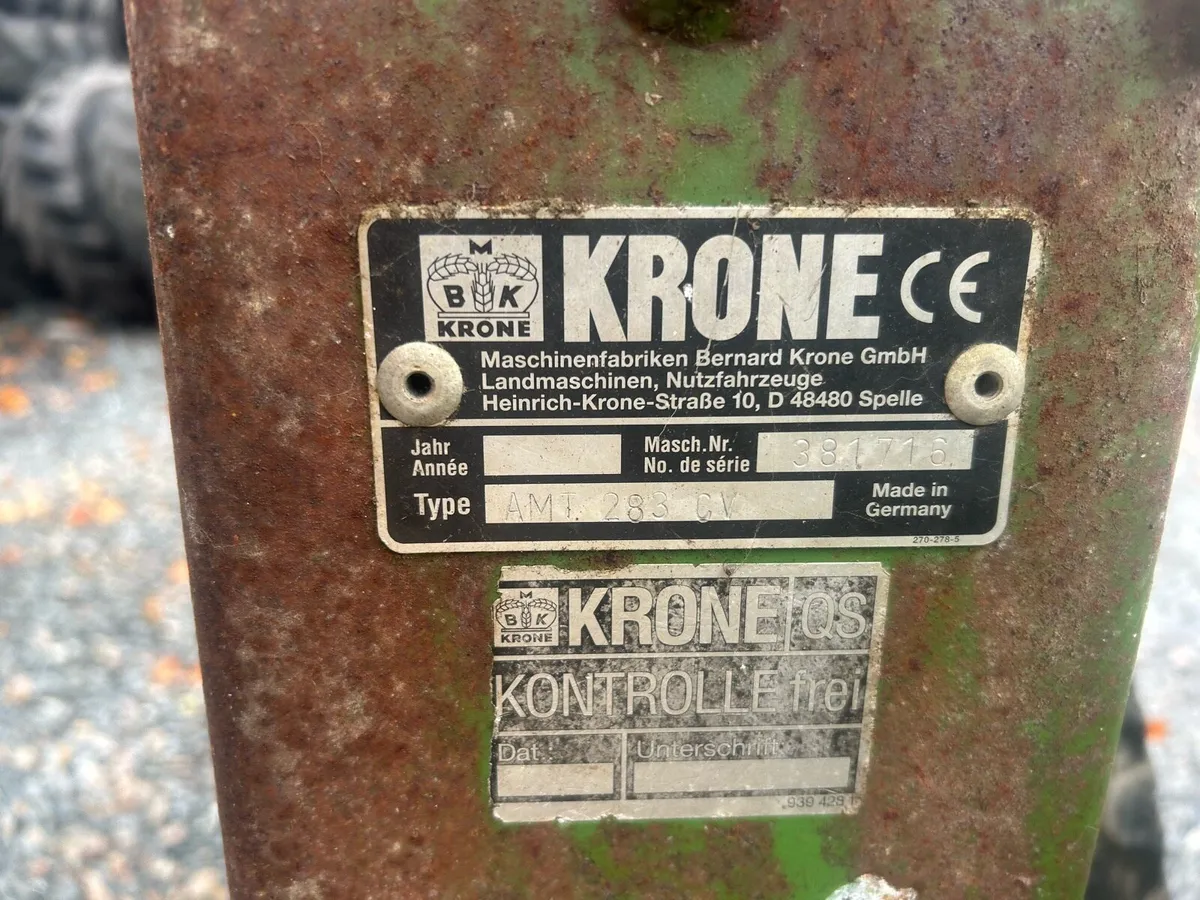 M
B K
KRONE
KRONE CE
Maschinenfabriken Bernard Krone GmbH
Landmaschinen, Nutzfahrzeuge
Heinrich-Krone-Straße 10, D 48480 Spelle
Jahr
Année
Masch.Nr.
No. de série
381716
Type AMT 283 CV
Made in
Germany
270-278-5
M
B K
KRONE
KRONE QS
KONTROLLE frei
Dat.:
Unterschrift
939 428